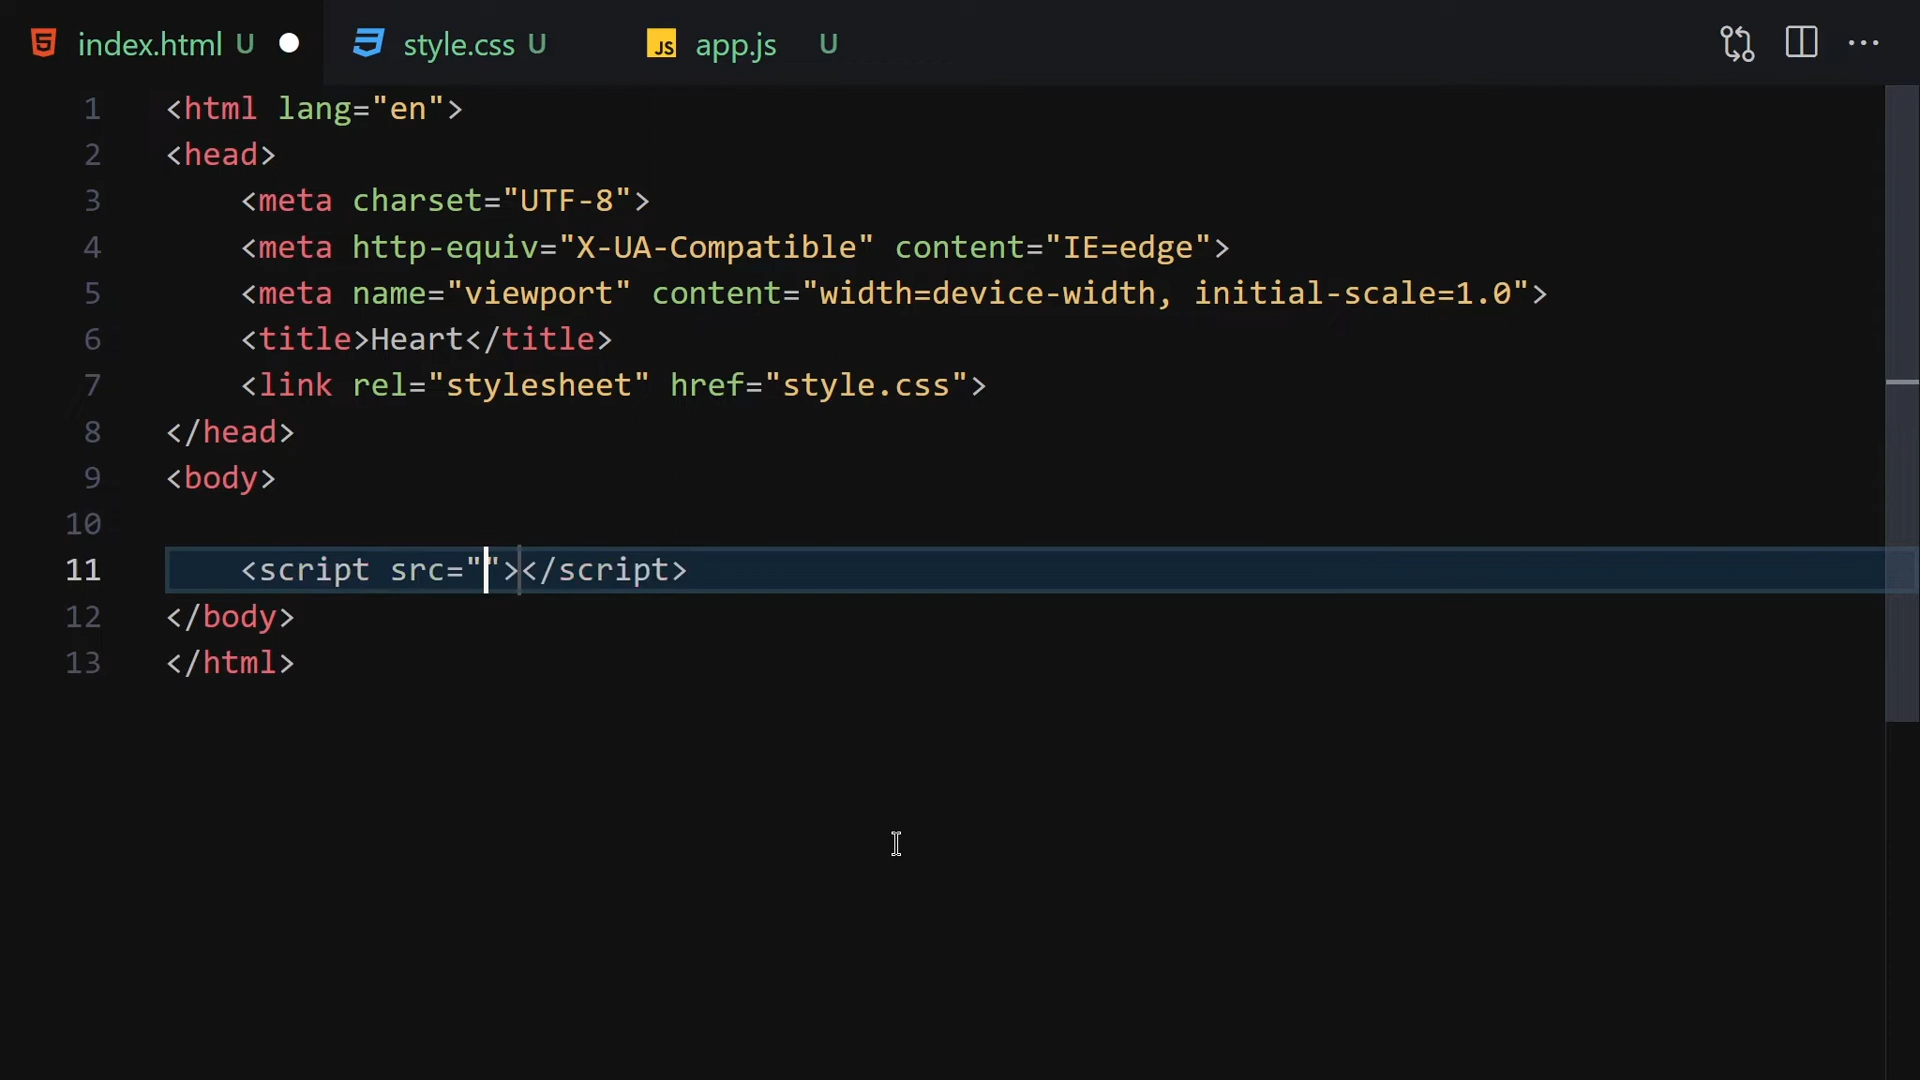 index.html U
style.css U
JS app.js U
1 <html lang="en">
2 <head>
3     <meta charset="UTF-8">
4     <meta http-equiv="X-UA-Compatible" content="IE=edge">
5     <meta name="viewport" content="width=device-width, initial-scale=1.0">
6     <title>Heart</title>
7     <link rel="stylesheet" href="style.css">
8 </head>
9 <body>
10
11     <script src=""></script>
12 </body>
13 </html>